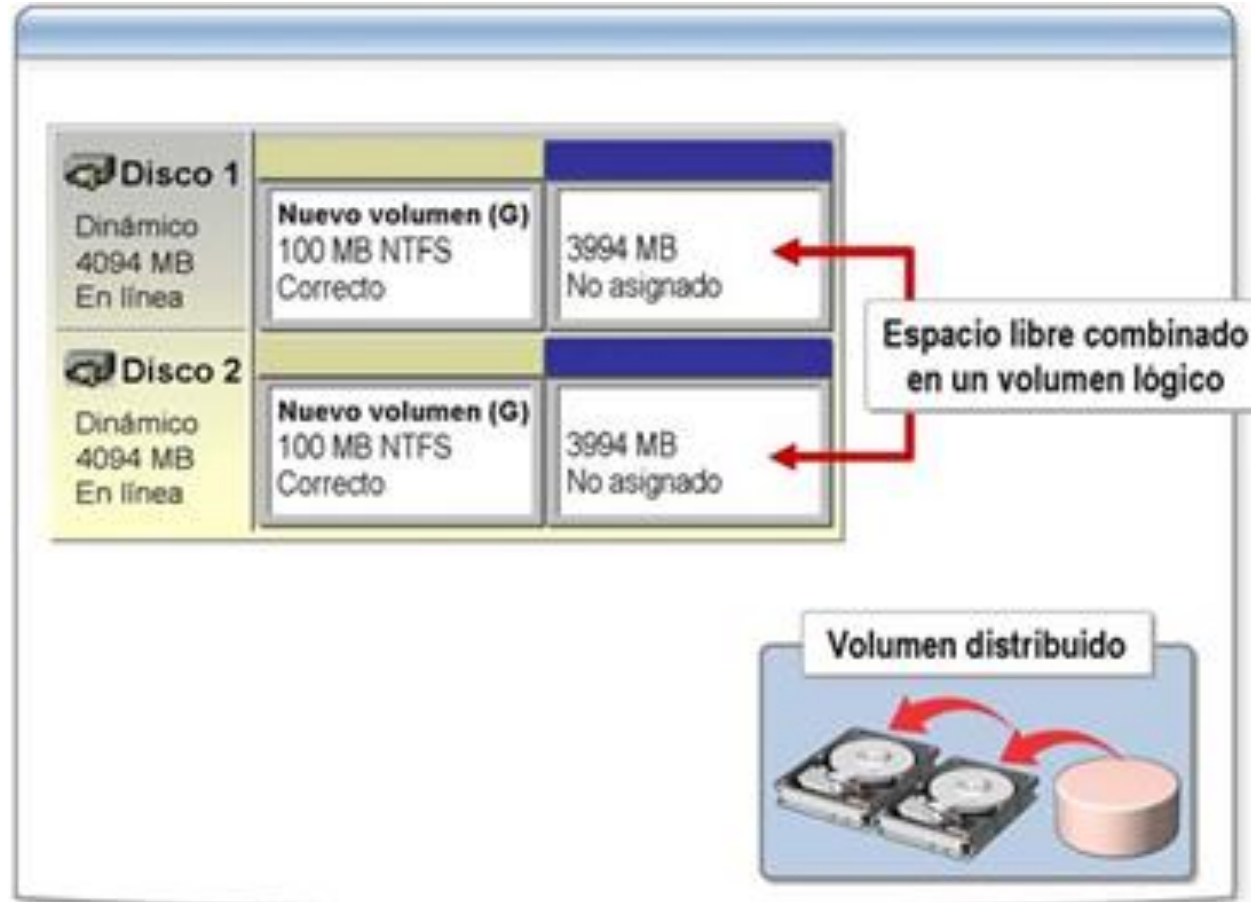 Disco 1
Dinámico
4094 MB
En línea
Nuevo volumen (G)
100 MB NTFS
Correcto
3994 MB
No asignado
Disco 2
Dinámico
4094 MB
En línea
Nuevo volumen (G)
100 MB NTFS
Correcto
3994 MB
No asignado
Espacio libre combinado
en un volumen lógico
Volumen distribuido